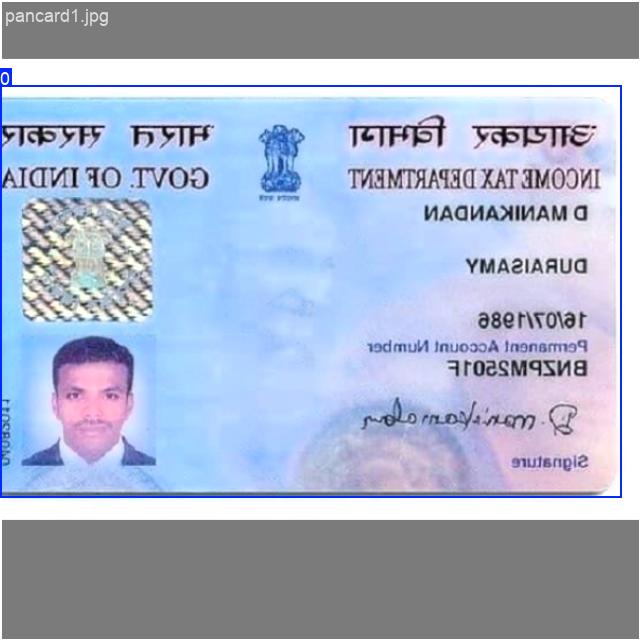 pancard1.jpg
0
आयकर विभाग भारत सरकार
INCOME TAX DEPARTMENT GOVT. OF INDIA
D MANIKANDAN
DURAISAMY
16/07/1986
Permanent Account Number
BNZPM2501F
D. Manikandan
Signature